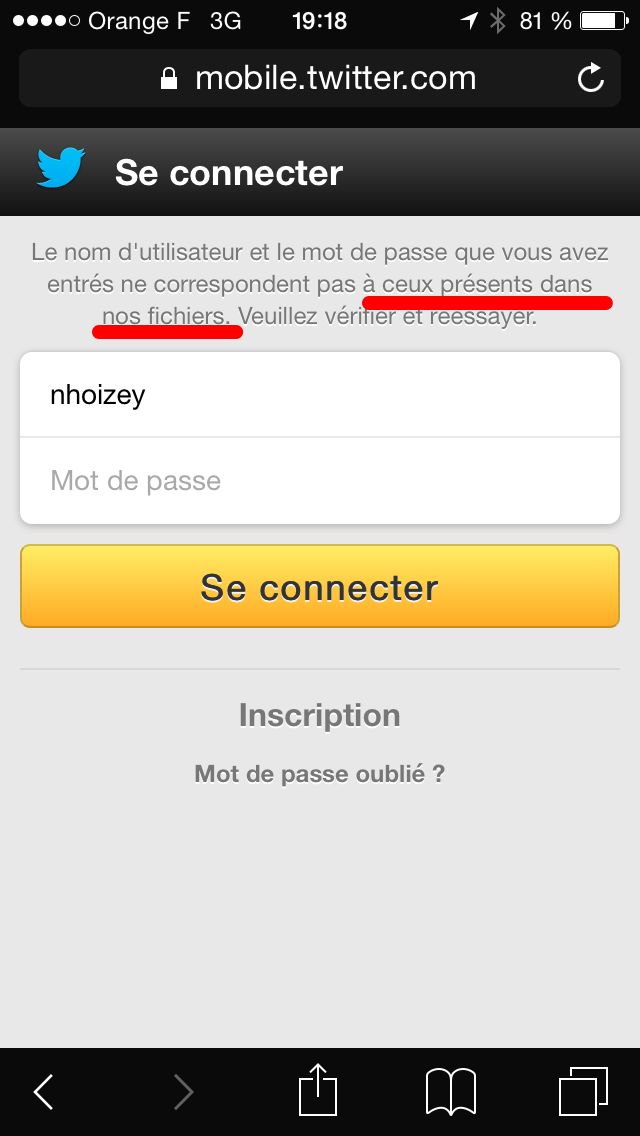 Orange F 3G 19:18 81 %
mobile.twitter.com
Se connecter
Le nom d'utilisateur et le mot de passe que vous avez
entrés ne correspondent pas à ceux présents dans
nos fichiers. Veuillez vérifier et réessayer.
nhoizey
Mot de passe
Se connecter
Inscription
Mot de passe oublié ?